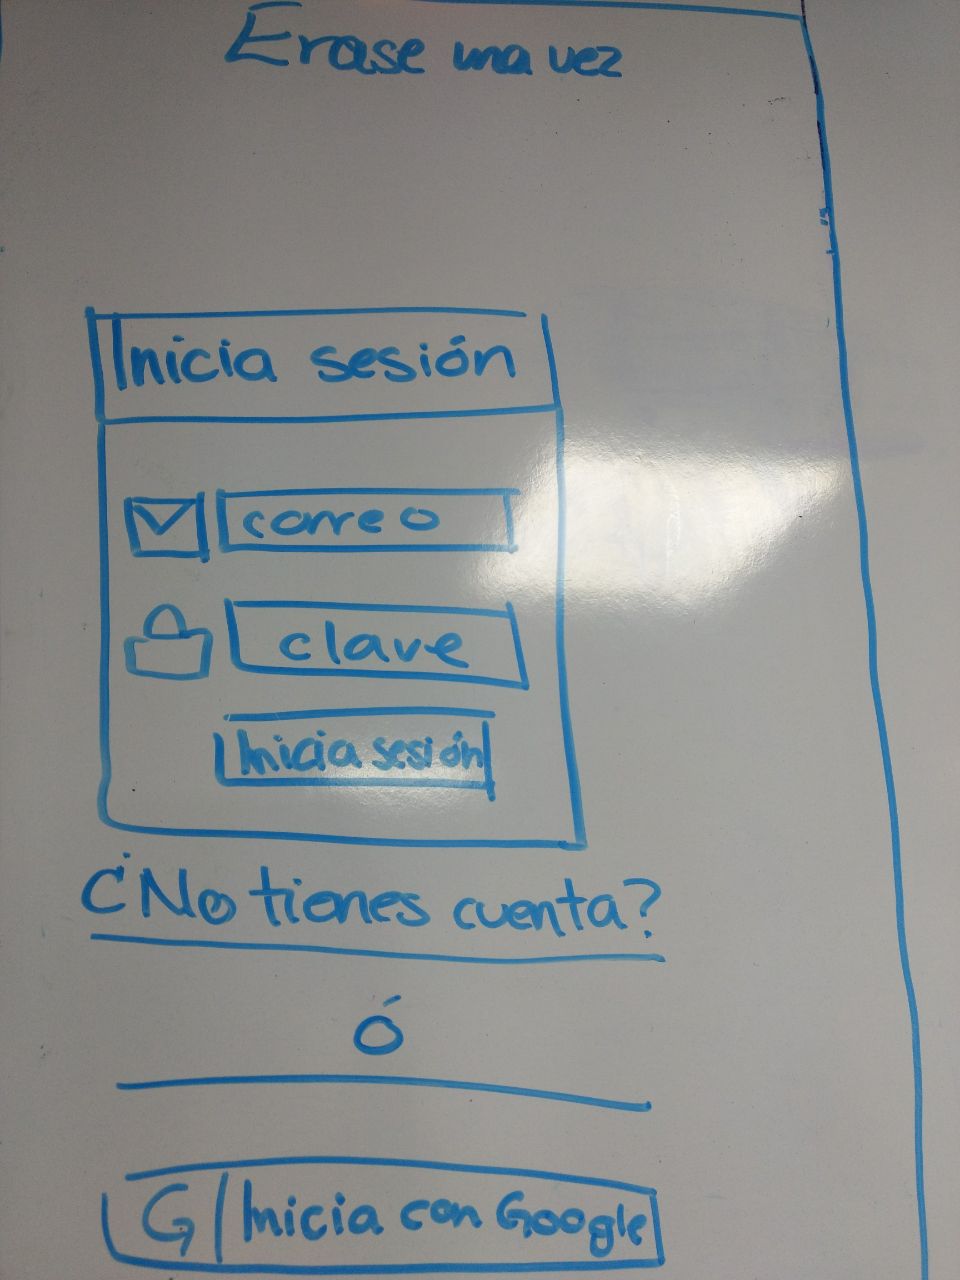 Erase una vez
Inicia sesión
correo
clave
Inicia sesión
¿No tienes cuenta?
Ó
G Inicia con Google